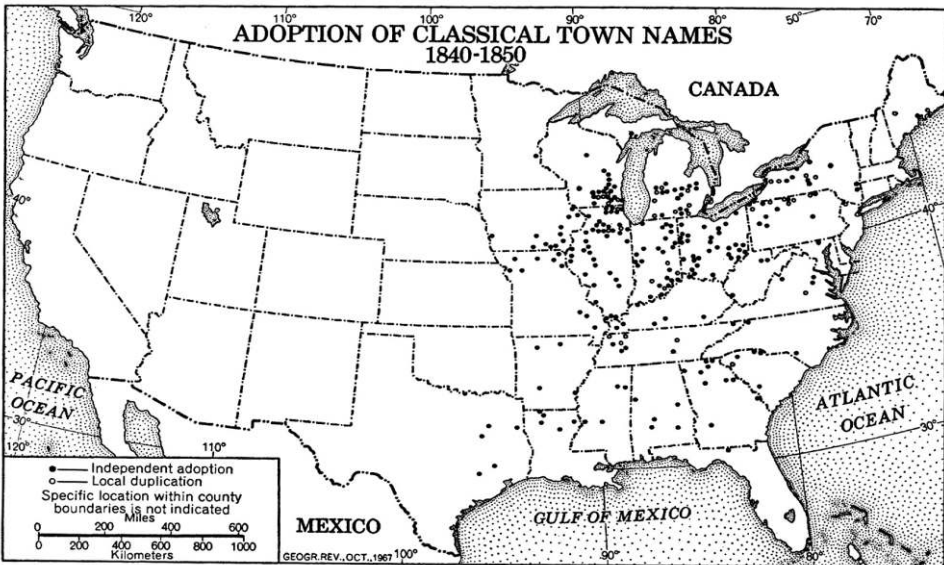 120°
110°
100°
90°
80°
70°
50°
75°
ADOPTION OF CLASSICAL TOWN NAMES
1840-1850
CANADA
40°
40°
PACIFIC
OCEAN
30°
120°
110°
ATLANTIC
OCEAN
30°
Independent adoption
Local duplication
Specific location within county
boundaries is not indicated
Miles
0 200 400 600
0 200 400 600 800 1000
Kilometers
MEXICO
GULF OF MEXICO
GEOGR.REV.,OCT.,1967
100°
90°
80°